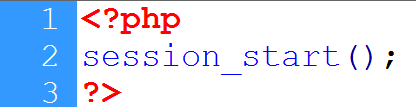 1 <?php
2 session_start();
3 ?>